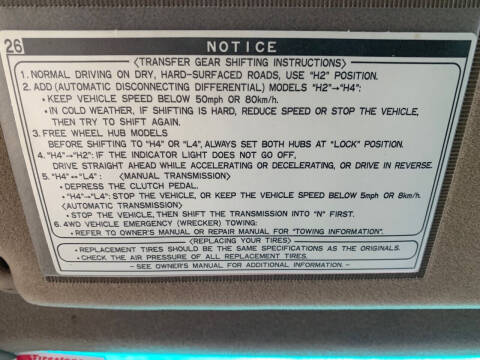 26
NOTICE
<TRANSFER GEAR SHIFTING INSTRUCTIONS>
1. NORMAL DRIVING ON DRY, HARD-SURFACED ROADS, USE "H2" POSITION.
2. ADD (AUTOMATIC DISCONNECTING DIFFERENTIAL) MODELS "H2"→"H4":
• KEEP VEHICLE SPEED BELOW 50mph OR 80km/h.
• IN COLD WEATHER, IF SHIFTING IS HARD, REDUCE SPEED OR STOP THE VEHICLE,
THEN TRY TO SHIFT AGAIN.
3. FREE WHEEL HUB MODELS
BEFORE SHIFTING TO "H4" OR "L4", ALWAYS SET BOTH HUBS AT "LOCK" POSITION.
4. "H4"→"H2": IF THE INDICATOR LIGHT DOES NOT GO OFF,
DRIVE STRAIGHT AHEAD WHILE ACCELERATING OR DECELERATING, OR DRIVE IN REVERSE.
5. "H4"↔"L4": <MANUAL TRANSMISSION>
• DEPRESS THE CLUTCH PEDAL.
• "H4"→"L4": STOP THE VEHICLE, OR KEEP THE VEHICLE SPEED BELOW 5mph OR 8km/h.
<AUTOMATIC TRANSMISSION>
• STOP THE VEHICLE, THEN SHIFT THE TRANSMISSION INTO "N" FIRST.
6. 4WD VEHICLE EMERGENCY (WRECKER) TOWING:
• REFER TO OWNER'S MANUAL OR REPAIR MANUAL FOR "TOWING INFORMATION".
<REPLACING YOUR TIRES>
• REPLACEMENT TIRES SHOULD BE THE SAME SPECIFICATIONS AS THE ORIGINALS.
• CHECK THE AIR PRESSURE OF ALL REPLACEMENT TIRES.
– SEE OWNER'S MANUAL FOR ADDITIONAL INFORMATION. –